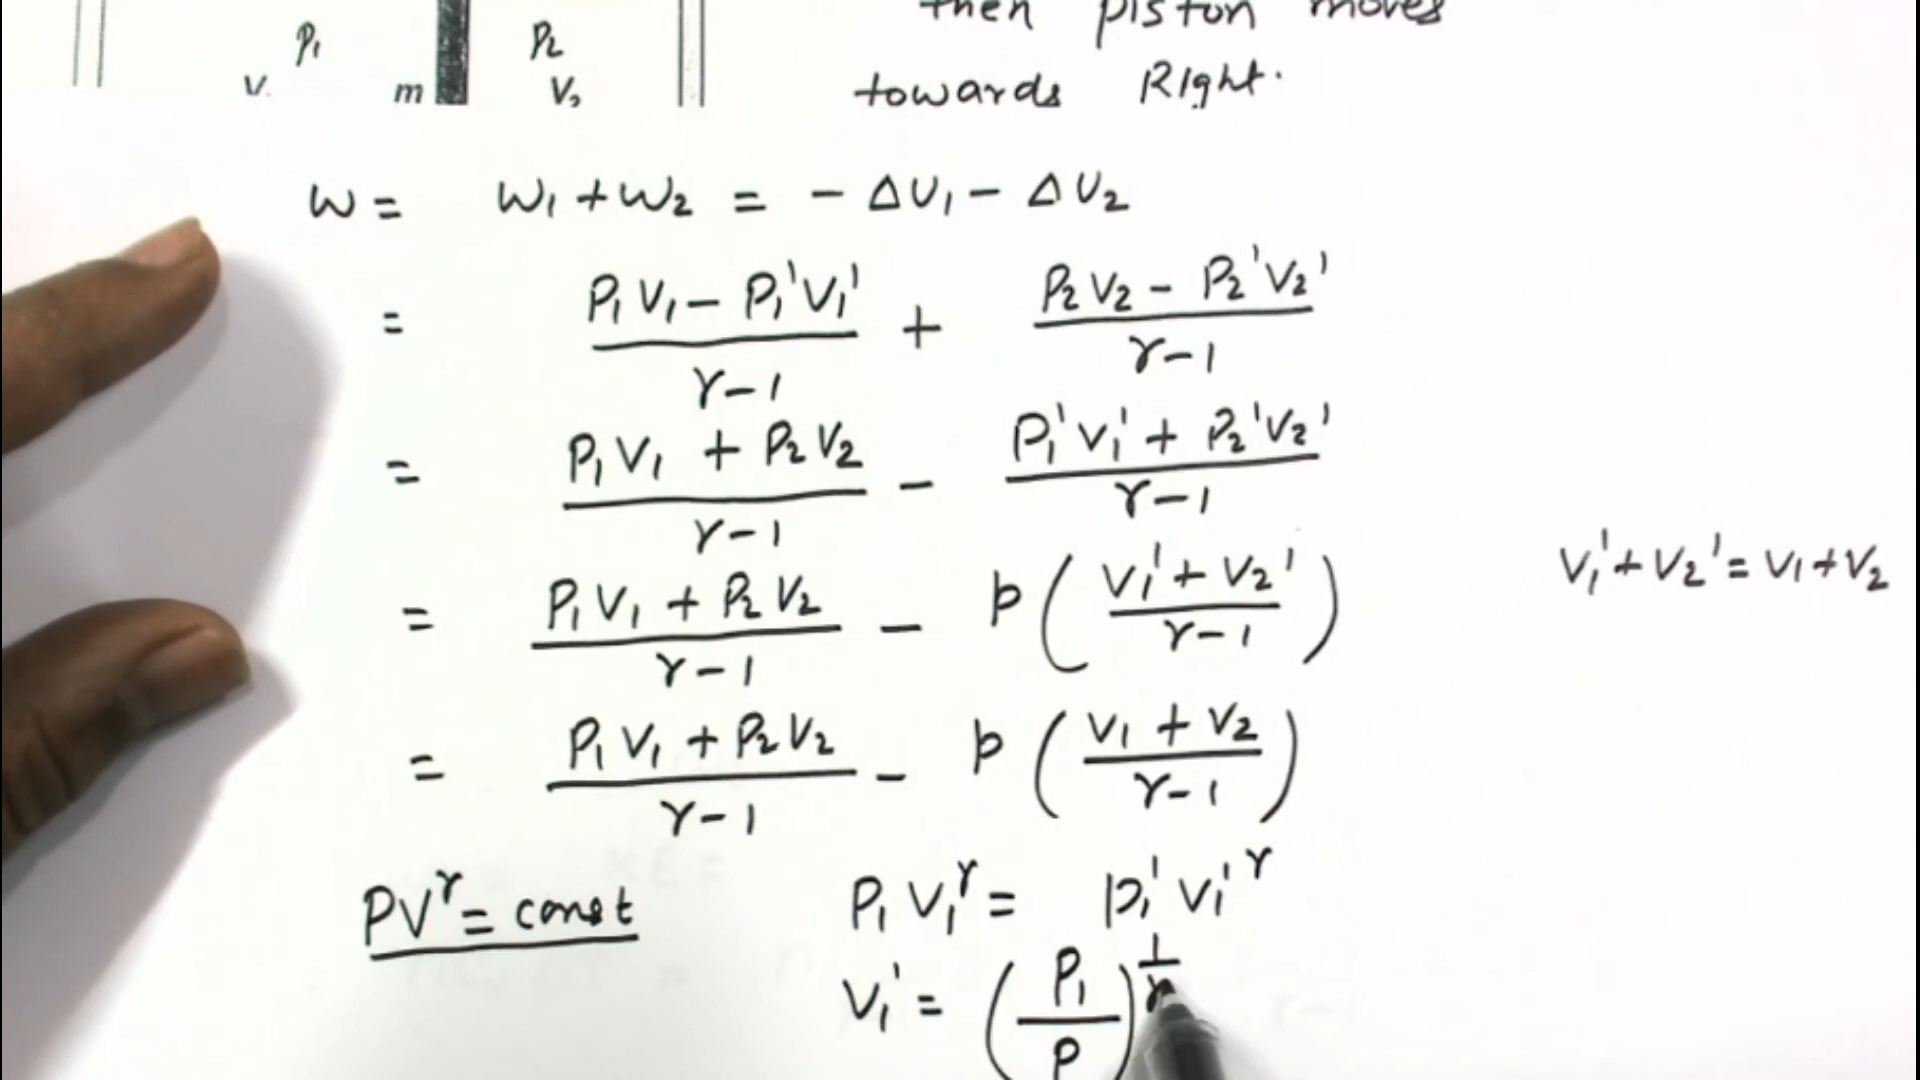 then piston moves
P₁ P₂
V. m V₂
towards Right.
W = W₁ + W₂ = - ΔU₁ - ΔU₂
= (P₁V₁ - P₁'V₁')/(γ-1) + (P₂V₂ - P₂'V₂')/(γ-1)
= (P₁V₁ + P₂V₂)/(γ-1) - (P₁'V₁' + P₂'V₂')/(γ-1)
= (P₁V₁ + P₂V₂)/(γ-1) - p((V₁' + V₂')/(γ-1)) V₁' + V₂' = V₁ + V₂
= (P₁V₁ + P₂V₂)/(γ-1) - p((V₁ + V₂)/(γ-1))
PV^γ = const P₁V₁^γ = p₁'V₁'^γ
V₁' = (P₁/P)^(1/γ)